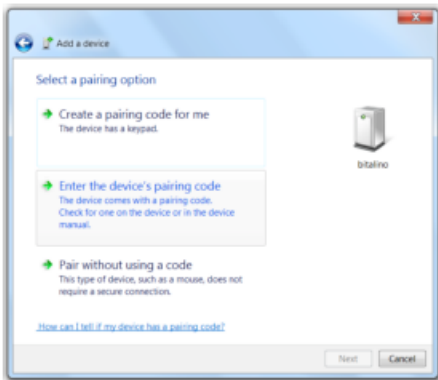 Add a device
Select a pairing option
Create a pairing code for me
The device has a keypad.
bitalino
Enter the device's pairing code
The device comes with a pairing code.
Check for one on the device or in the device
manual.
Pair without using a code
This type of device, such as a mouse, does not
require a secure connection.
How can I tell if my device has a pairing code?
Next
Cancel